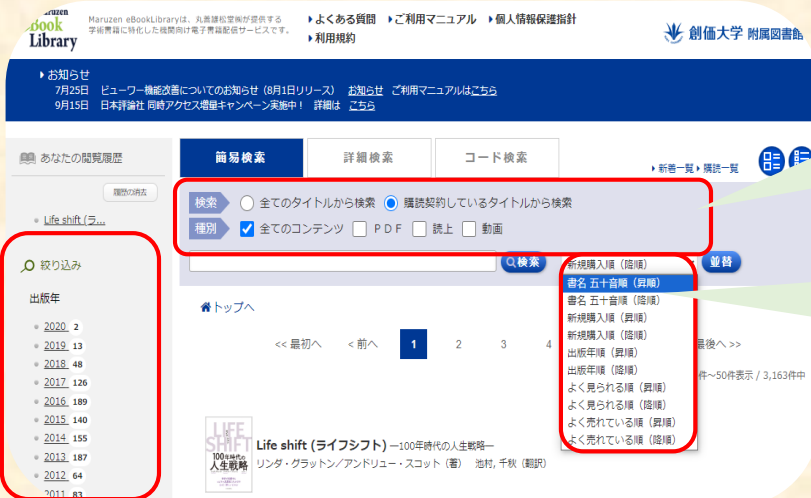 Maruzen
eBook
Library
Maruzen eBookLibraryは、丸善雄松堂㈱が提供する
学術書籍に特化した機関向け電子書籍配信サービスです。
よくある質問 ご利用マニュアル 個人情報保護指針
利用規約
創価大学 附属図書館
お知らせ
7月25日 ビューワー機能改善についてのお知らせ（8月1日リリース） お知らせ ご利用マニュアルはこちら
9月15日 日本評論社 同時アクセス増量キャンペーン実施中！ 詳細は こちら
あなたの閲覧履歴
履歴の消去
Life shift (ラ...
絞り込み
出版年
2020 2
2019 13
2018 48
2017 126
2016 189
2015 140
2014 155
2013 187
2012 64
2011 83
簡易検索 詳細検索 コード検索
新着一覧 購読一覧
検索 全てのタイトルから検索 購読契約しているタイトルから検索
種別 全てのコンテンツ PDF 読上 動画
検索 新規購入順（降順） 並替
書名 五十音順（昇順）
書名 五十音順（降順）
新規購入順（昇順）
新規購入順（降順）
出版年順（昇順）
出版年順（降順）
よく見られる順（昇順）
よく見られる順（降順）
よく売れている順（昇順）
よく売れている順（降順）
トップへ
<< 最初へ < 前へ 1 2 3 4 最後へ >>
件～50件表示 / 3,163件中
LIFE
SHIFT
100年時代の
人生戦略
Life shift (ライフシフト) ―100年時代の人生戦略―
リンダ・グラットン／アンドリュー・スコット（著） 池村, 千秋（翻訳）